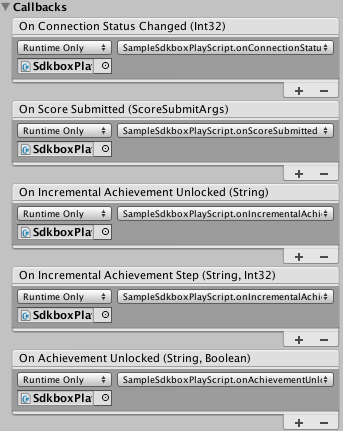 Callbacks
On Connection Status Changed (Int32)
Runtime Only SampleSdkboxPlayScript.onConnectionStatu
SdkboxPla
On Score Submitted (ScoreSubmitArgs)
Runtime Only SampleSdkboxPlayScript.onScoreSubmitted
SdkboxPla
On Incremental Achievement Unlocked (String)
Runtime Only SampleSdkboxPlayScript.onIncrementalAchi
SdkboxPla
On Incremental Achievement Step (String, Int32)
Runtime Only SampleSdkboxPlayScript.onIncrementalAchi
SdkboxPla
On Achievement Unlocked (String, Boolean)
Runtime Only SampleSdkboxPlayScript.onAchievementUnl
SdkboxPla